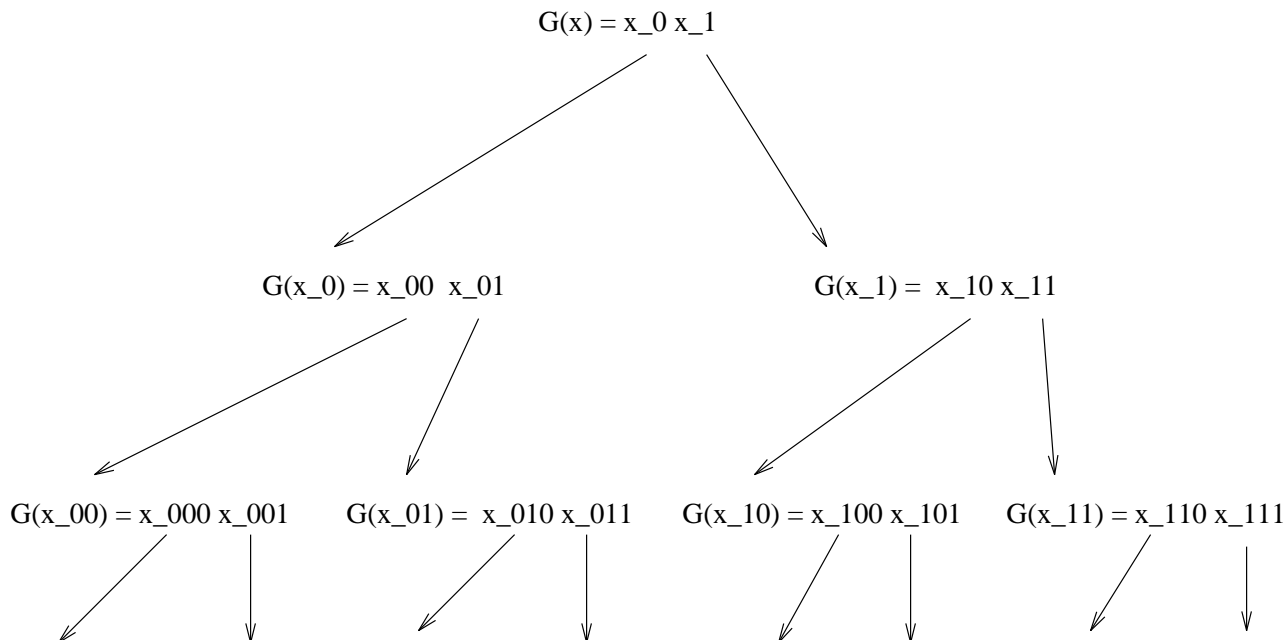 G(x) = x_0 x_1
G(x_0) = x_00  x_01
G(x_1) =  x_10 x_11
G(x_00) = x_000 x_001
G(x_01) =  x_010 x_011
G(x_10) = x_100 x_101
G(x_11) = x_110 x_111